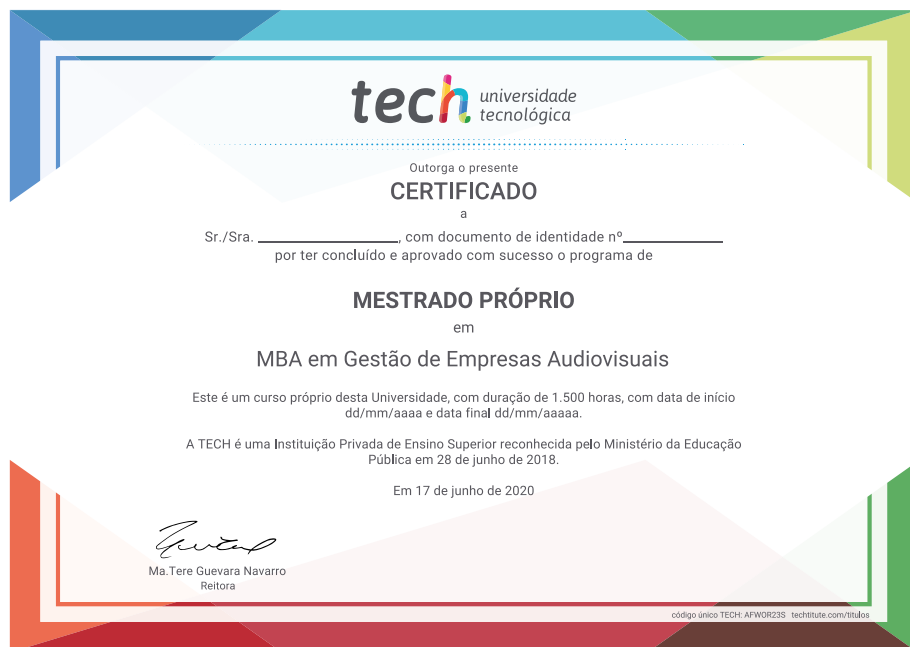 tech universidade
tecnológica
Outorga o presente
CERTIFICADO
a
Sr./Sra. ____________, com documento de identidade nº____________
por ter concluído e aprovado com sucesso o programa de
MESTRADO PRÓPRIO
em
MBA em Gestão de Empresas Audiovisuais
Este é um curso próprio desta Universidade, com duração de 1.500 horas, com data de início
dd/mm/aaaa e data final dd/mm/aaaaa.
A TECH é uma Instituição Privada de Ensino Superior reconhecida pelo Ministério da Educação
Pública em 28 de junho de 2018.
Em 17 de junho de 2020
Ma.Tere Guevara Navarro
Reitora
código único TECH: AFWOR23S techtitute.com/titulos